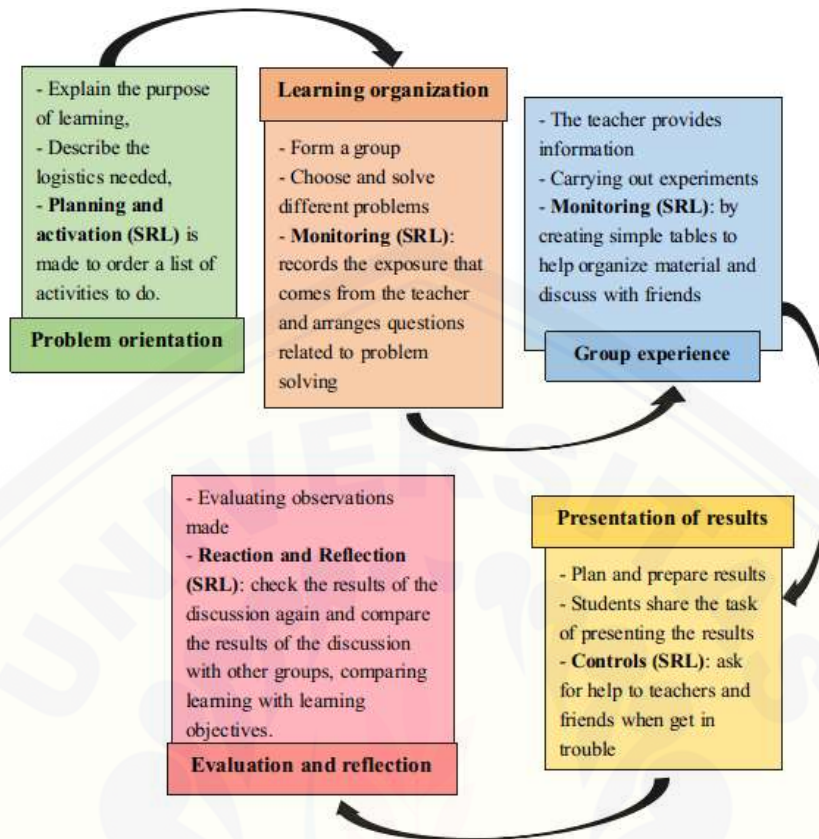 - Explain the purpose
of learning,
- Describe the
logistics needed,
- Planning and
activation (SRL) is
made to order a list of
activities to do.
Problem orientation
Learning organization
- Form a group
- Choose and solve
different problems
- Monitoring (SRL):
records the exposure that
comes from the teacher
and arranges questions
related to problem
solving
- The teacher provides
information
- Carrying out experiments
- Monitoring (SRL): by
creating simple tables to
help organize material and
discuss with friends
Group experience
Presentation of results
- Plan and prepare results
- Students share the task
of presenting the results
- Controls (SRL): ask
for help to teachers and
friends when get in
trouble
- Evaluating observations
made
- Reaction and Reflection
(SRL): check the results of the
discussion again and compare
the results of the discussion
with other groups, comparing
learning with learning
objectives.
Evaluation and reflection
UNIVERSITAS